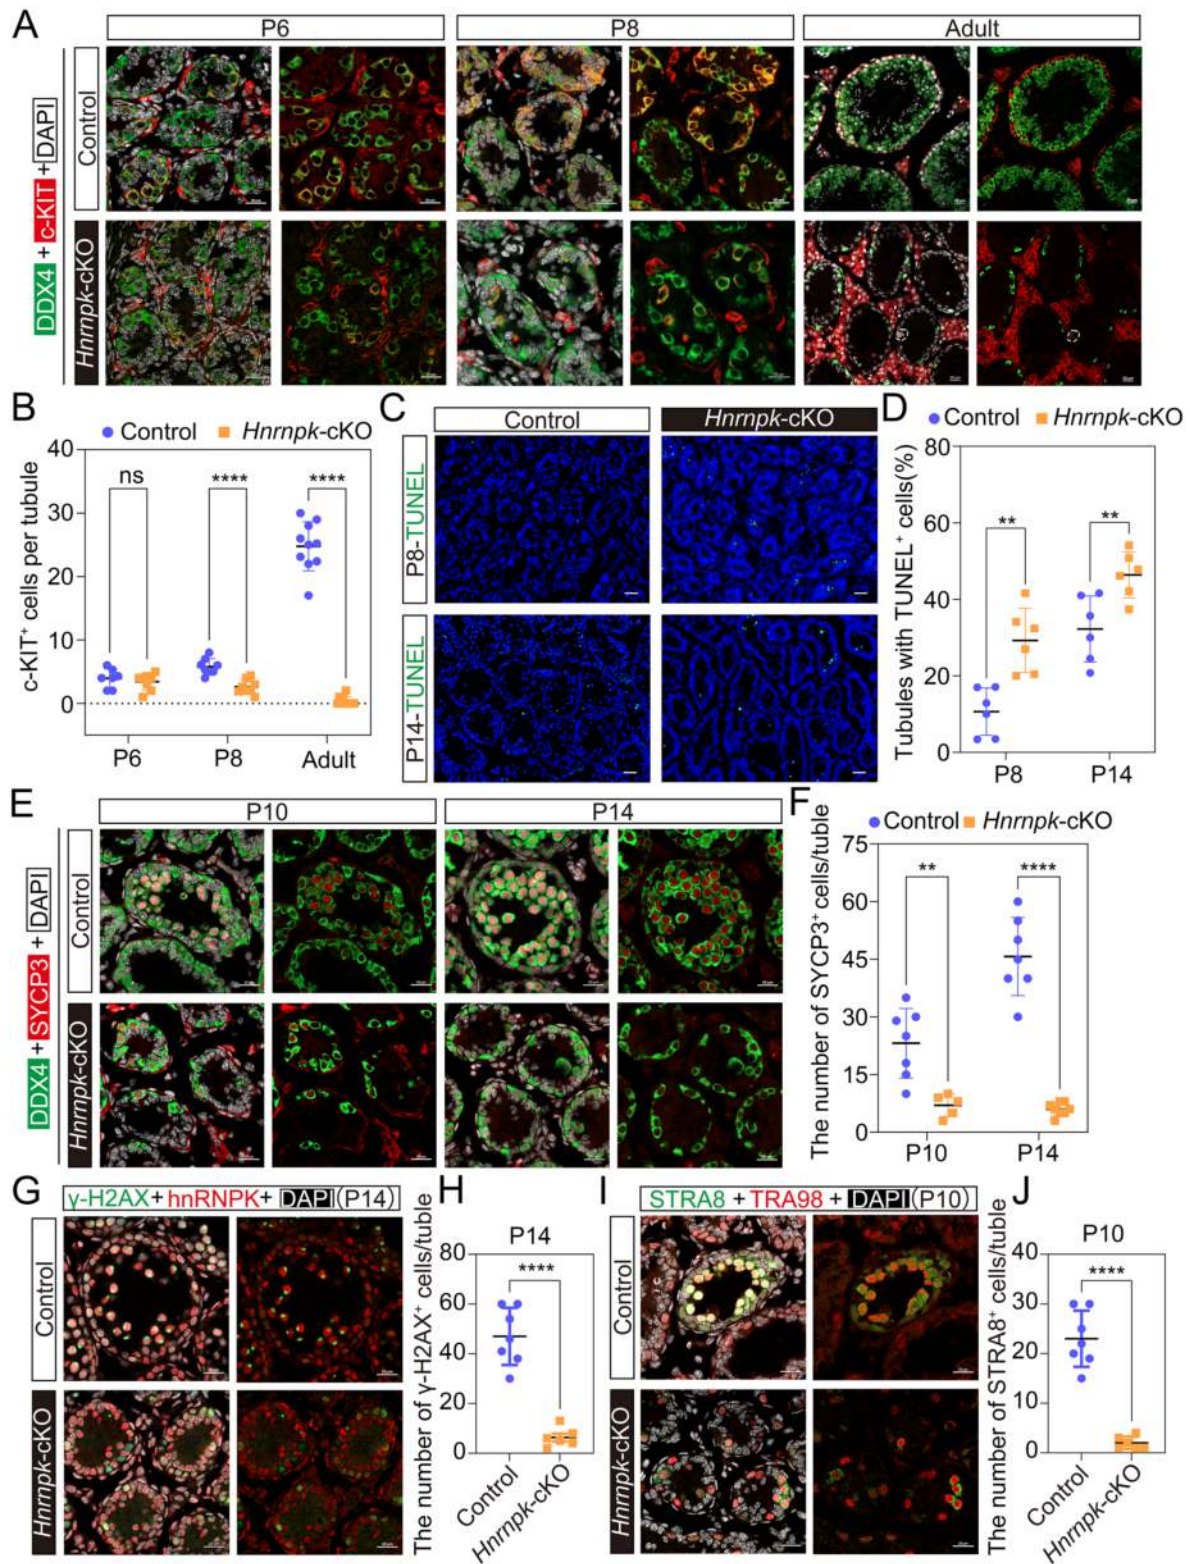 A
P6
P8
Adult
DDX4 + c-KIT + DAPI
Control
Hnrnpk-cKO
B
Control
Hnrnpk-cKO
c-KIT⁺ cells per tubule
40
30
20
10
0
ns
****
****
P6
P8
Adult
C
Control
Hnrnpk-cKO
P8-TUNEL
P14-TUNEL
D
Control
Hnrnpk-cKO
Tubules with TUNEL⁺ cells(%)
80
60
40
20
0
**
**
P8
P14
E
P10
P14
DDX4 + SYCP3 + DAPI
Control
Hnrnpk-cKO
F
Control
Hnrnpk-cKO
The number of SYCP3⁺ cells/tuble
75
60
45
30
15
0
**
****
P10
P14
G
γ-H2AX+hnRNPK+DAPI(P14)
Control
Hnrnpk-cKO
H
P14
The number of γ-H2AX⁺ cells/tuble
80
60
40
20
0
****
Control
Hnrnpk-cKO
I
STRA8 + TRA98 + DAPI(P10)
Control
Hnrnpk-cKO
J
P10
The number of STRA8⁺ cells/tuble
40
30
20
10
0
****
Control
Hnrnpk-cKO